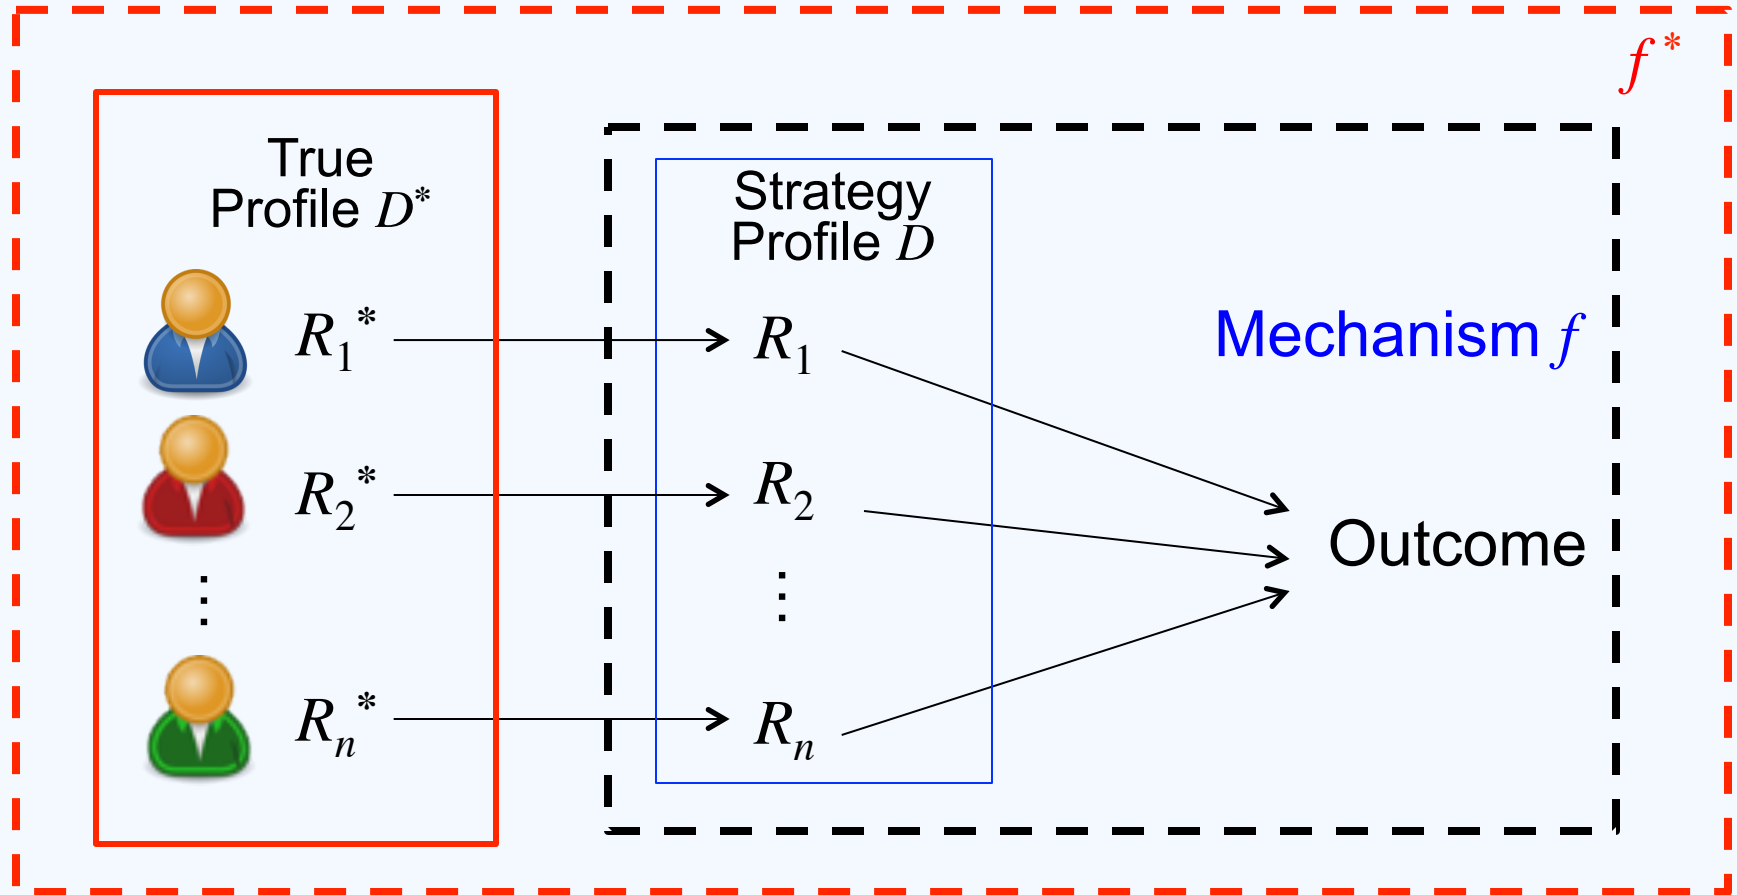 f*
True
Profile D*
Strategy
Profile D
R₁*
R₁
Mechanism f
R₂*
R₂
Outcome
⋮
⋮
Rₙ*
Rₙ